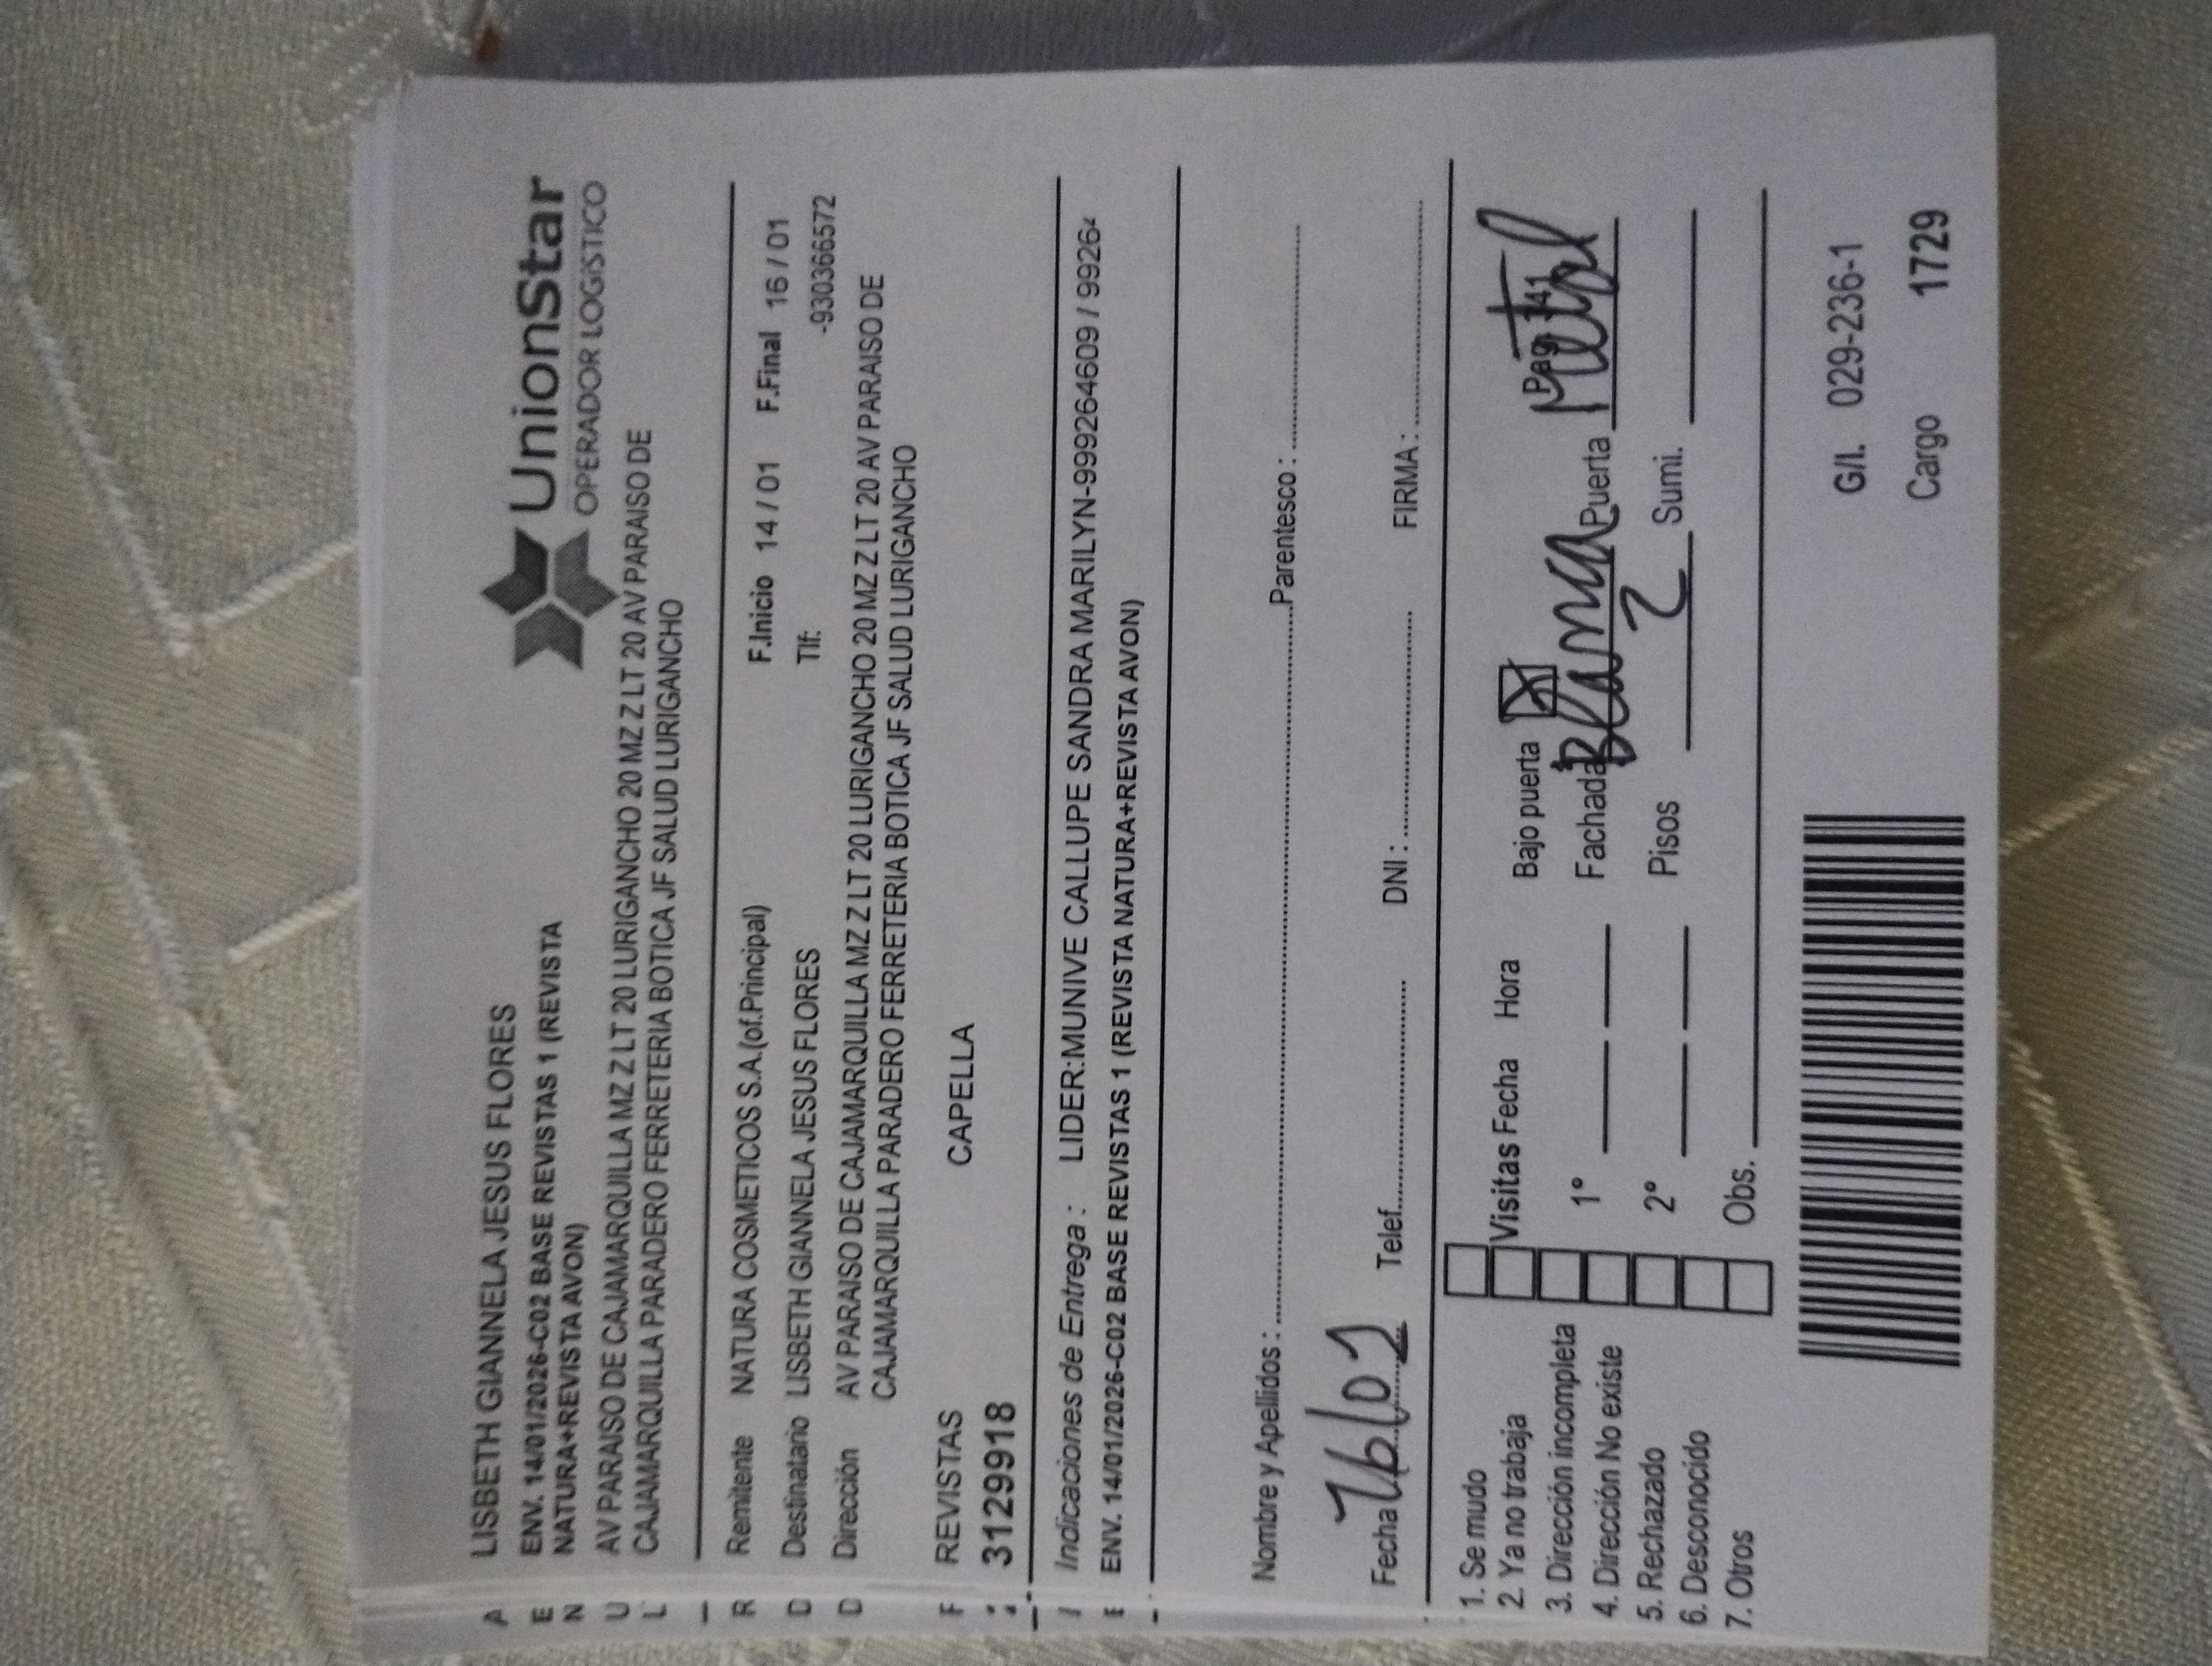 LISBETH GIANNELA JESUS FLORES
UnionStar
OPERADOR LOGISTICO
ENV. 14/01/2026-C02 BASE REVISTAS 1 (REVISTA
NATURA+REVISTA AVON)
AV PARAISO DE CAJAMARQUILLA MZ Z LT 20 LURIGANCHO 20 MZ Z LT 20 AV PARAISO DE
CAJAMARQUILLA PARADERO FERRETERIA BOTICA JF SALUD LURIGANCHO
Remitente NATURA COSMETICOS S.A.(of.Principal) F.Inicio 14 / 01 F.Final 16 / 01
Destinatario LISBETH GIANNELA JESUS FLORES Tlf: -930366572
Dirección AV PARAISO DE CAJAMARQUILLA MZ Z LT 20 LURIGANCHO 20 MZ Z LT 20 AV PARAISO DE
CAJAMARQUILLA PARADERO FERRETERIA BOTICA JF SALUD LURIGANCHO
REVISTAS CAPELLA
31299918
Indicaciones de Entrega : LIDER:MUNIVE CALLUPE SANDRA MARILYN-999264609 / 99264
ENV. 14/01/2026-C02 BASE REVISTAS 1 (REVISTA NATURA+REVISTA AVON)
Nombre y Apellidos : Parentesco :
Fecha 16/01 Telef. DNI : FIRMA :
1. Se mudo
2. Ya no trabaja Visitas Fecha Hora Bajo puerta X Pag. 141
3. Dirección incompleta
4. Dirección No existe 1° Fachada Blanca Puerta Metal
5. Rechazado
6. Desconocido 2° Pisos 2 Sumi.
7. Otros Obs.
G/I. 029-236-1
Cargo 1729